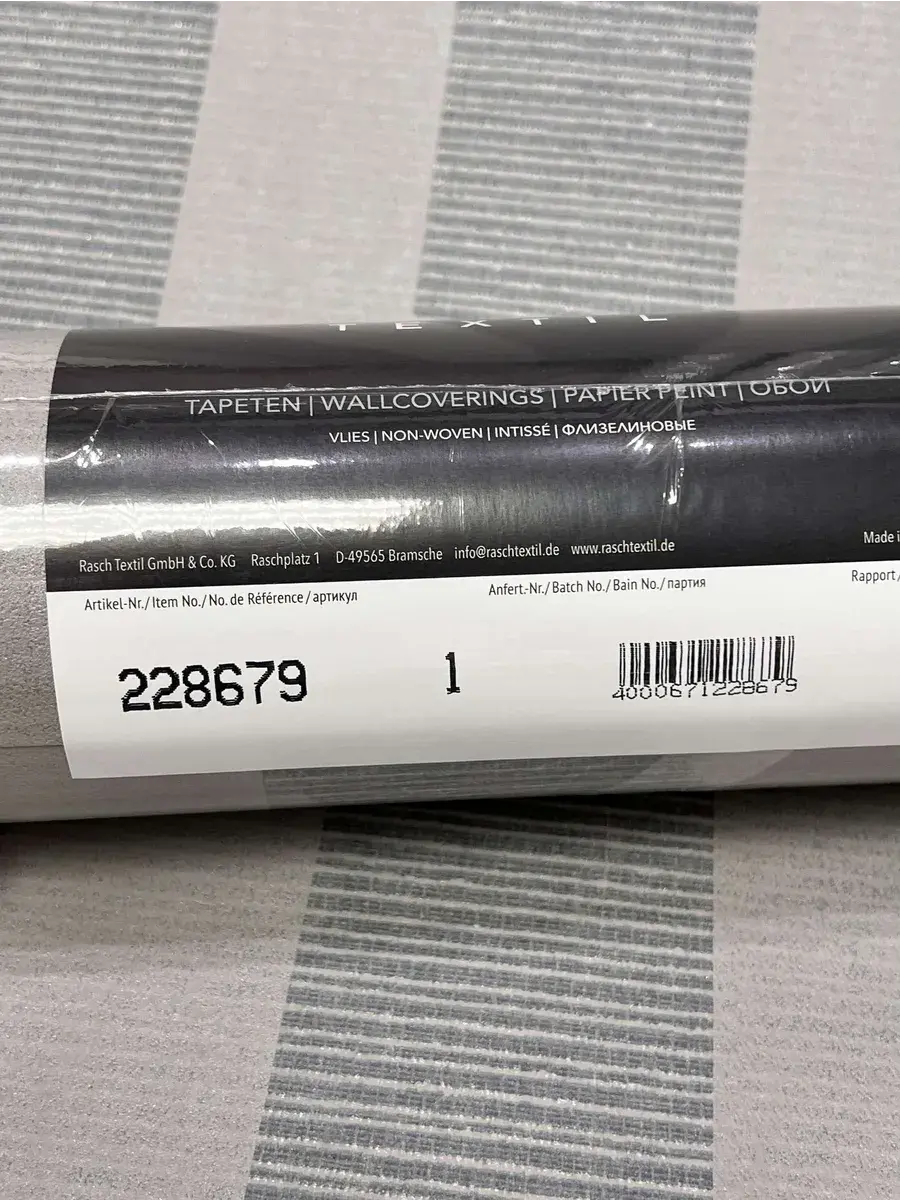 TEXTIL
TAPETEN | WALLCOVERINGS | PAPIER PEINT | ОБОИ
VLIES | NON-WOVEN | INTISSÉ | ФЛИЗЕЛИНОВЫЕ
Rasch Textil GmbH & Co. KG Raschplatz 1 D-49565 Bramsche info@raschtextil.de www.raschtextil.de Made i
Artikel-Nr./ Item No./ No. de Référence / артикул Anfert.-Nr./ Batch No./ Bain No./ партия Rapport/
228679 1
4000671228679